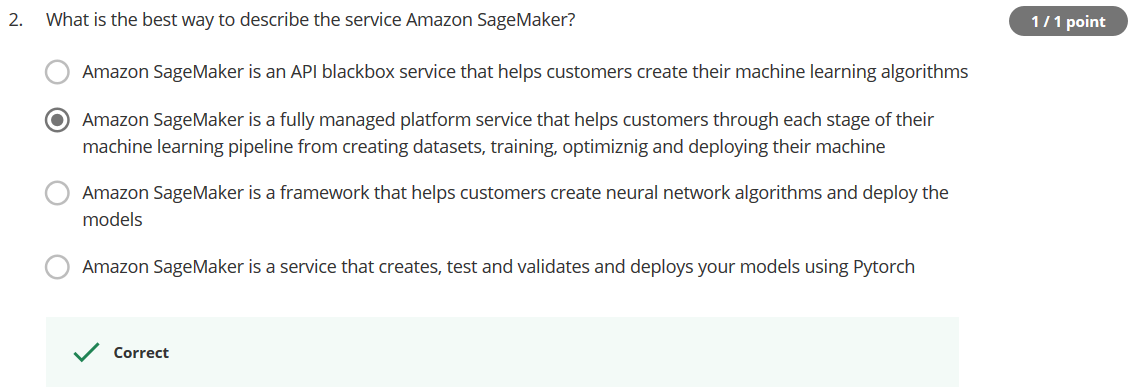 2. What is the best way to describe the service Amazon SageMaker?
1 / 1 point
Amazon SageMaker is an API blackbox service that helps customers create their machine learning algorithms
Amazon SageMaker is a fully managed platform service that helps customers through each stage of their
machine learning pipeline from creating datasets, training, optimiznig and deploying their machine
Amazon SageMaker is a framework that helps customers create neural network algorithms and deploy the
models
Amazon SageMaker is a service that creates, test and validates and deploys your models using Pytorch
Correct